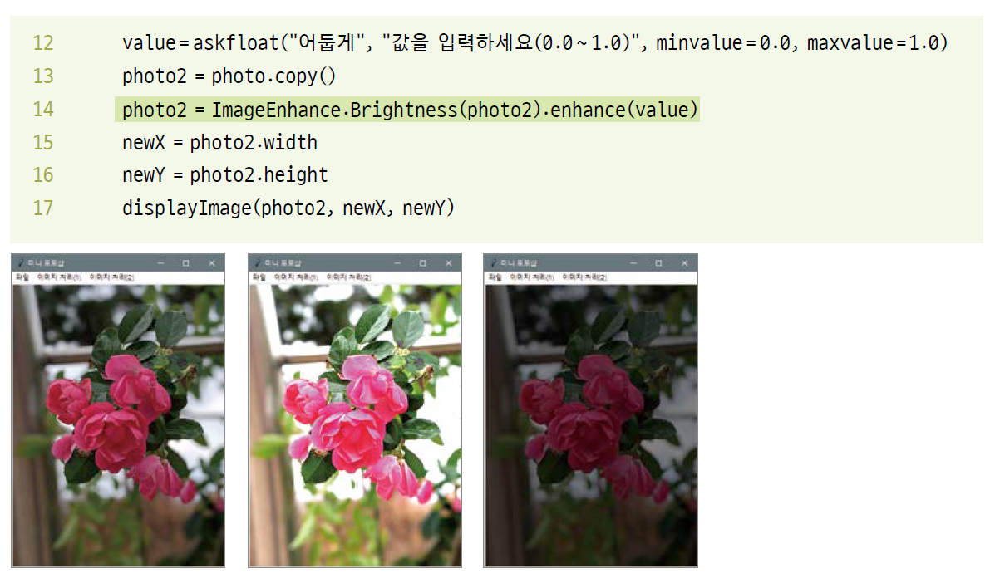 12 value = askfloat("어둡게", "값을 입력하세요(0.0 ~ 1.0)", minvalue = 0.0, maxvalue = 1.0)
13 photo2 = photo.copy()
14 photo2 = ImageEnhance.Brightness(photo2).enhance(value)
15 newX = photo2.width
16 newY = photo2.height
17 displayImage(photo2, newX, newY)
미니 포토샵
파일 이미지 처리(1) 이미지 처리(2)
미니 포토샵
파일 이미지 처리(1) 이미지 처리(2)
미니 포토샵
파일 이미지 처리(1) 이미지 처리(2)